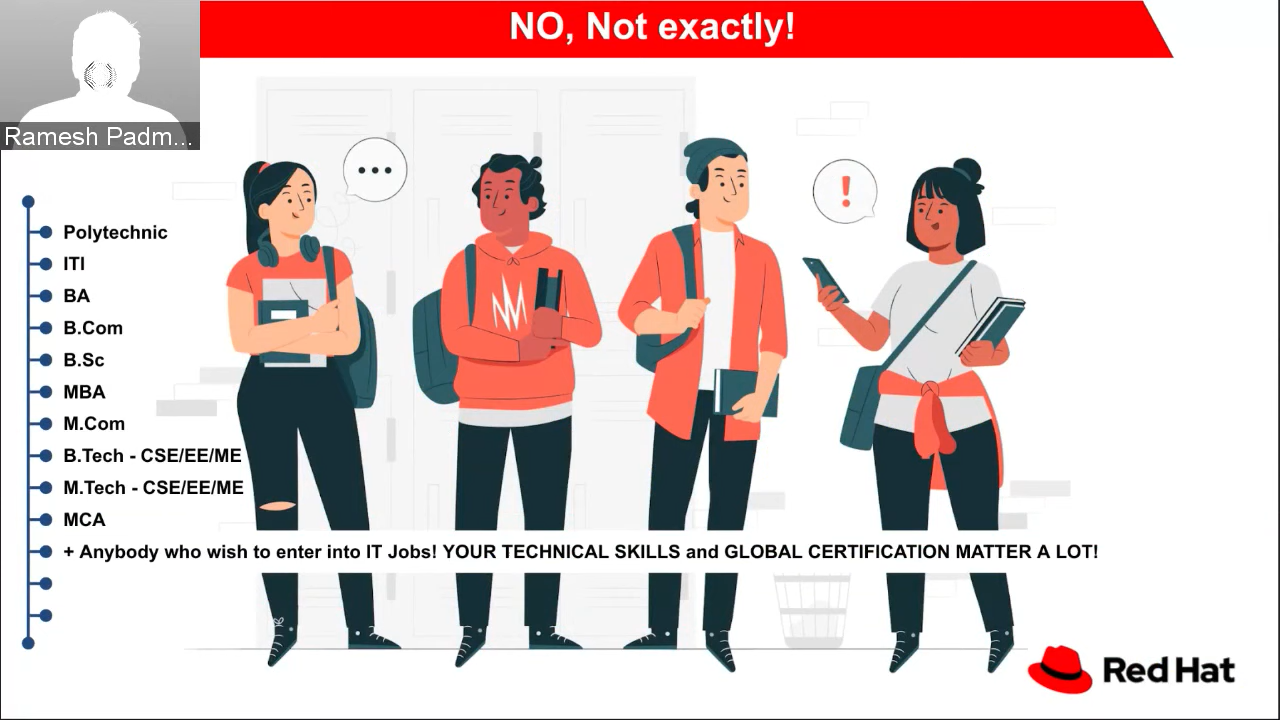 NO, Not exactly!
Ramesh Padm...
Polytechnic
ITI
BA
B.Com
B.Sc
MBA
M.Com
B.Tech - CSE/EE/ME
M.Tech - CSE/EE/ME
MCA
+ Anybody who wish to enter into IT Jobs! YOUR TECHNICAL SKILLS and GLOBAL CERTIFICATION MATTER A LOT!
Red Hat